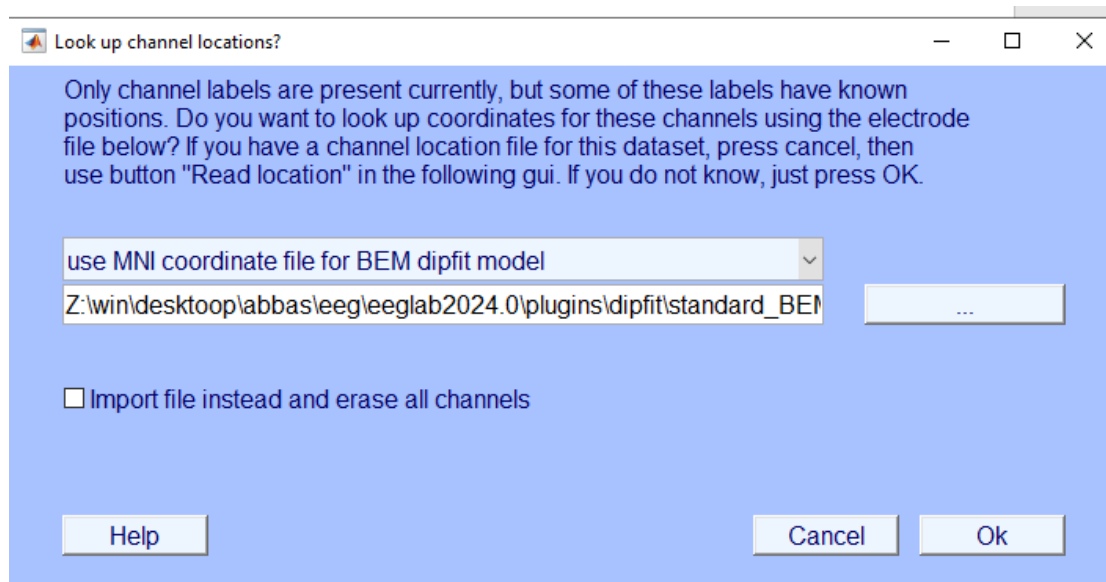 Look up channel locations?
Only channel labels are present currently, but some of these labels have known
positions. Do you want to look up coordinates for these channels using the electrode
file below? If you have a channel location file for this dataset, press cancel, then
use button "Read location" in the following gui. If you do not know, just press OK.
use MNI coordinate file for BEM dipfit model
Z:\win\desktoop\abbas\eeg\eeglab2024.0\plugins\dipfit\standard_BEM
...
Import file instead and erase all channels
Help
Cancel
Ok